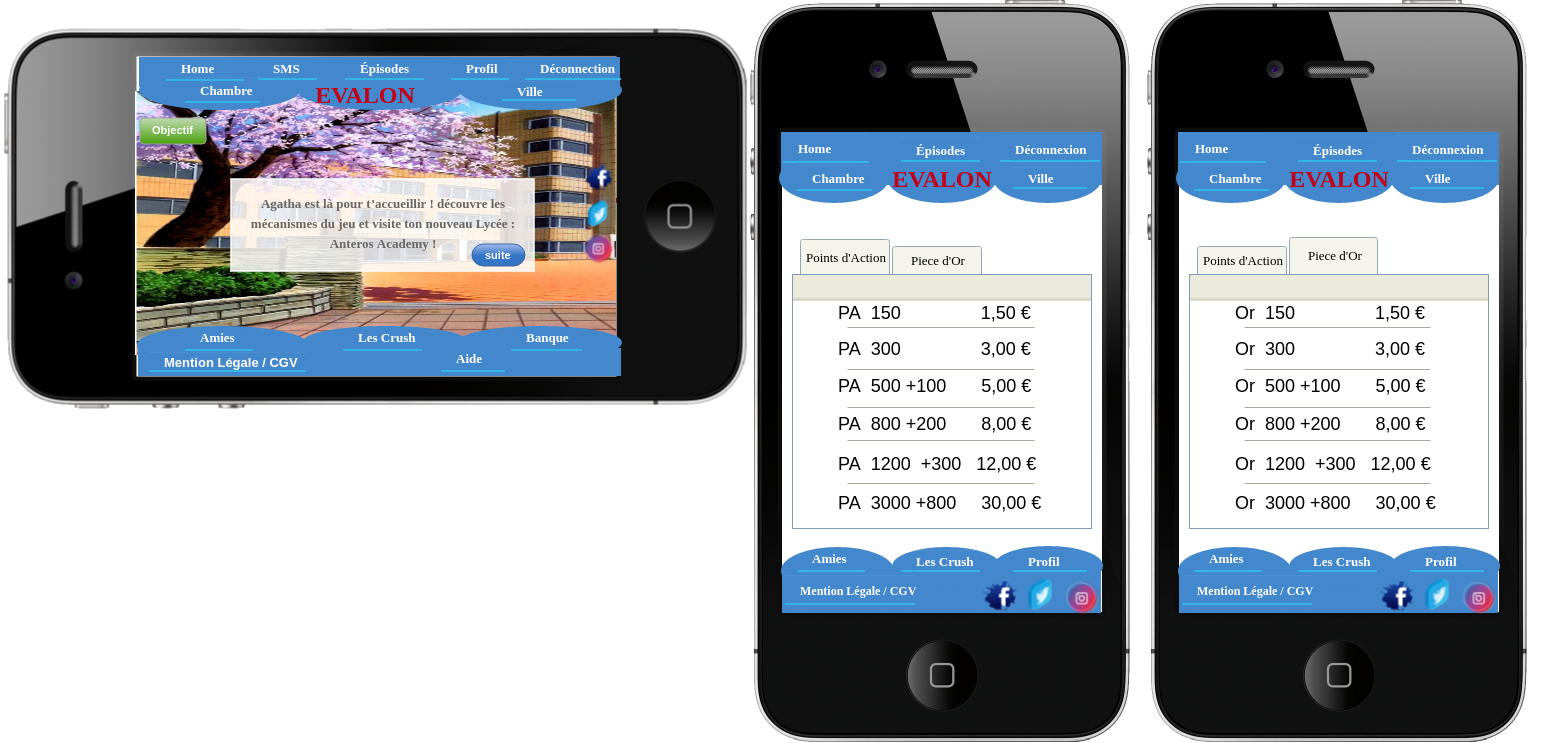 Home SMS Épisodes Profil Déconnection
Chambre EVALON Ville
Objectif
Agatha est là pour t’accueillir ! découvre les
mécanismes du jeu et visite ton nouveau Lycée :
Anteros Academy !
suite
Amies Les Crush Banque
Mention Légale / CGV Aide
Home Épisodes Déconnexion
Chambre EVALON Ville
Points d'Action Piece d'Or
PA 150 1,50 €
PA 300 3,00 €
PA 500 +100 5,00 €
PA 800 +200 8,00 €
PA 1200 +300 12,00 €
PA 3000 +800 30,00 €
Amies Les Crush Profil
Mention Légale / CGV
Home Épisodes Déconnexion
Chambre EVALON Ville
Points d'Action Piece d'Or
Or 150 1,50 €
Or 300 3,00 €
Or 500 +100 5,00 €
Or 800 +200 8,00 €
Or 1200 +300 12,00 €
Or 3000 +800 30,00 €
Amies Les Crush Profil
Mention Légale / CGV